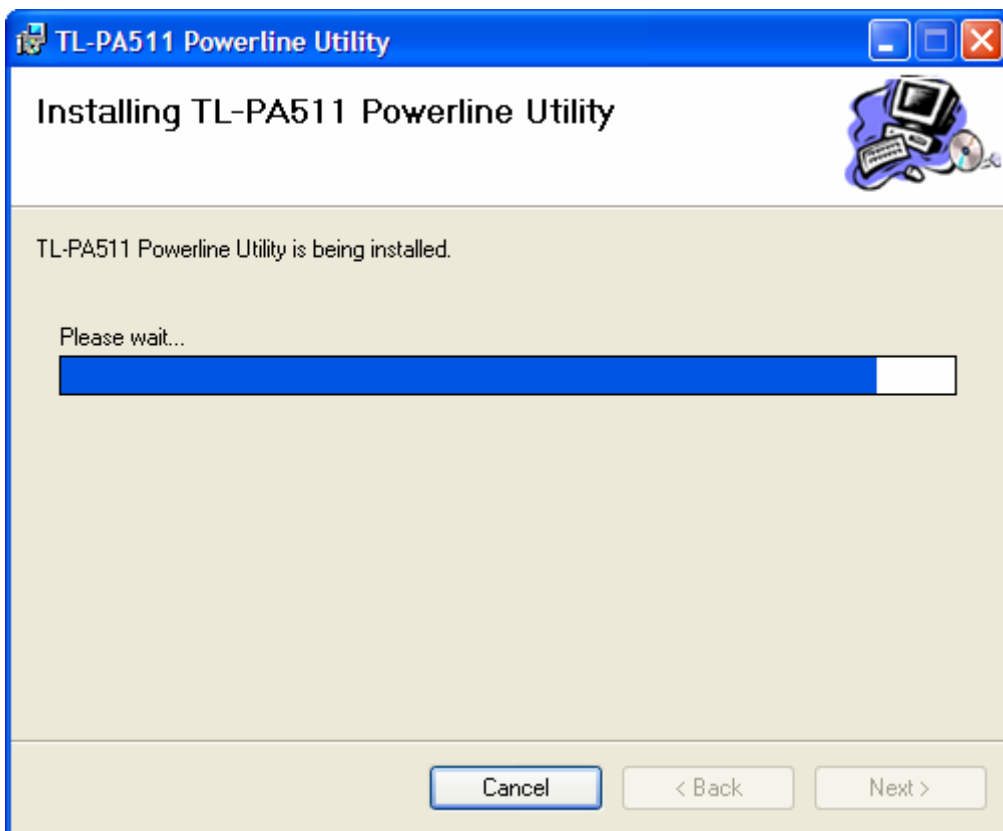 TL-PA511 Powerline Utility
Installing TL-PA511 Powerline Utility
TL-PA511 Powerline Utility is being installed.
Please wait...
Cancel
< Back
Next >